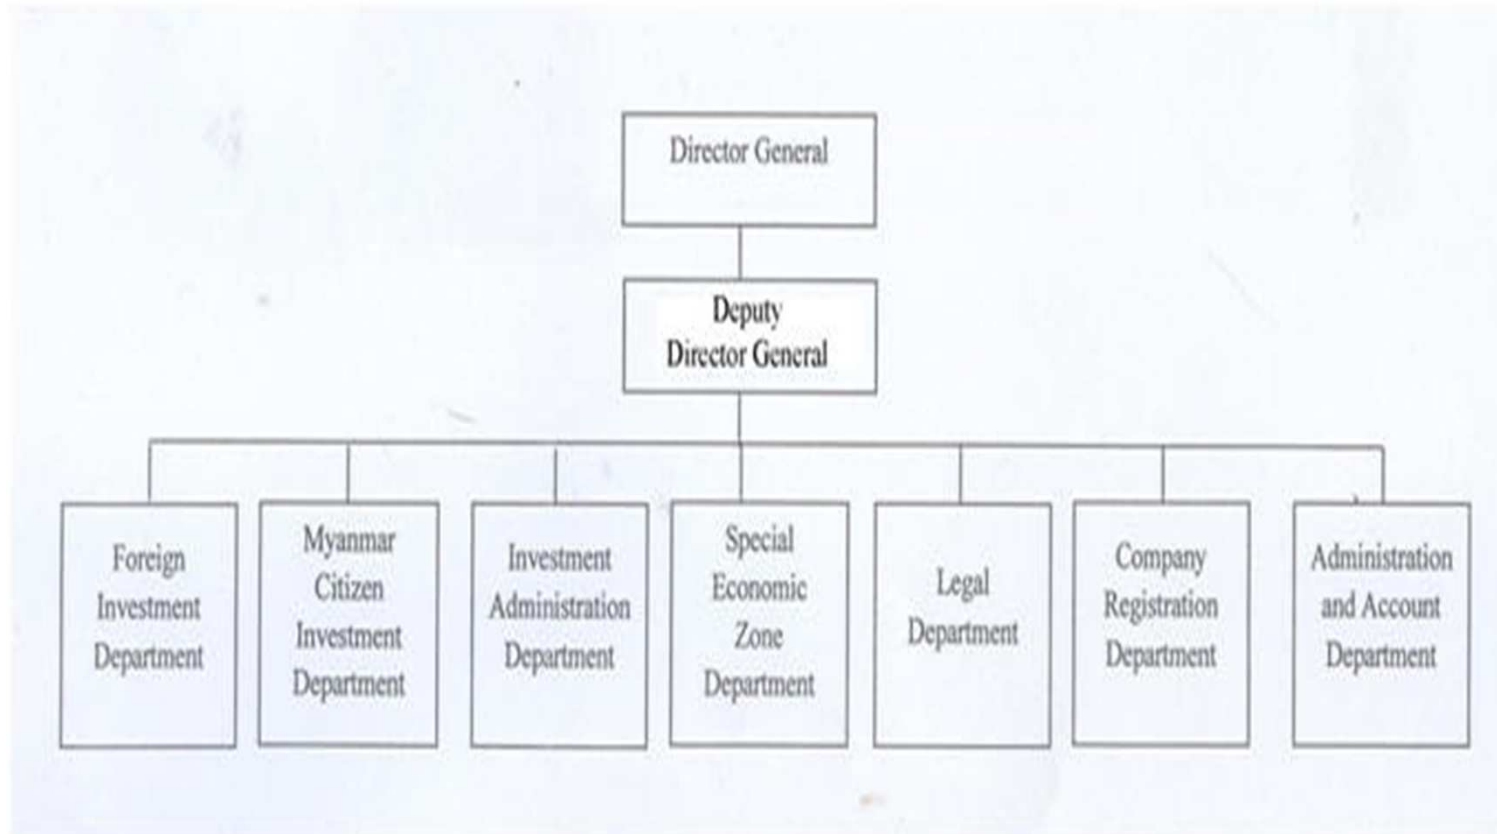 Director General
Deputy
Director General
Foreign
Investment
Department
Myanmar
Citizen
Investment
Department
Investment
Administration
Department
Special
Economic
Zone
Department
Legal
Department
Company
Registration
Department
Administration
and Account
Department